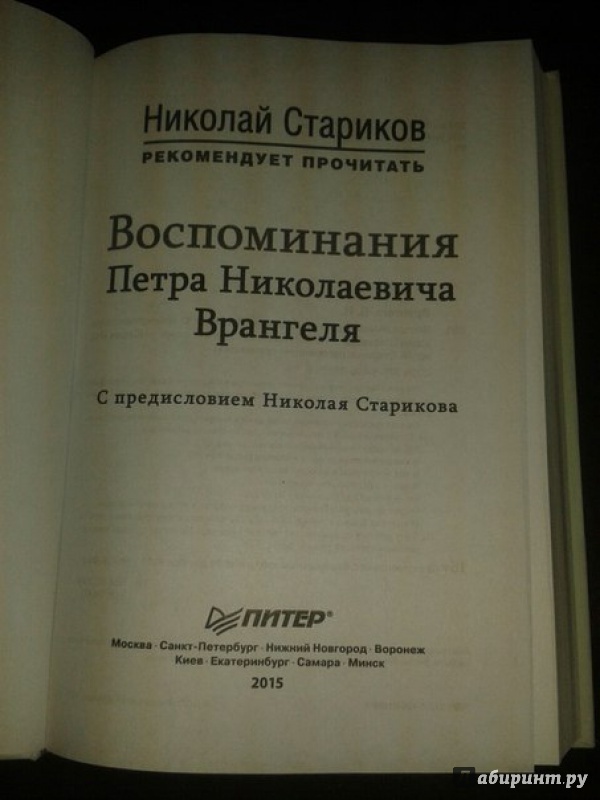 Николай Стариков
РЕКОМЕНДУЕТ ПРОЧИТАТЬ
Воспоминания
Петра Николаевича
Врангеля
С предисловием Николая Старикова
ПИТЕР®
Москва · Санкт-Петербург · Нижний Новгород · Воронеж
Киев · Екатеринбург · Самара · Минск
2015
Лабиринт.ру